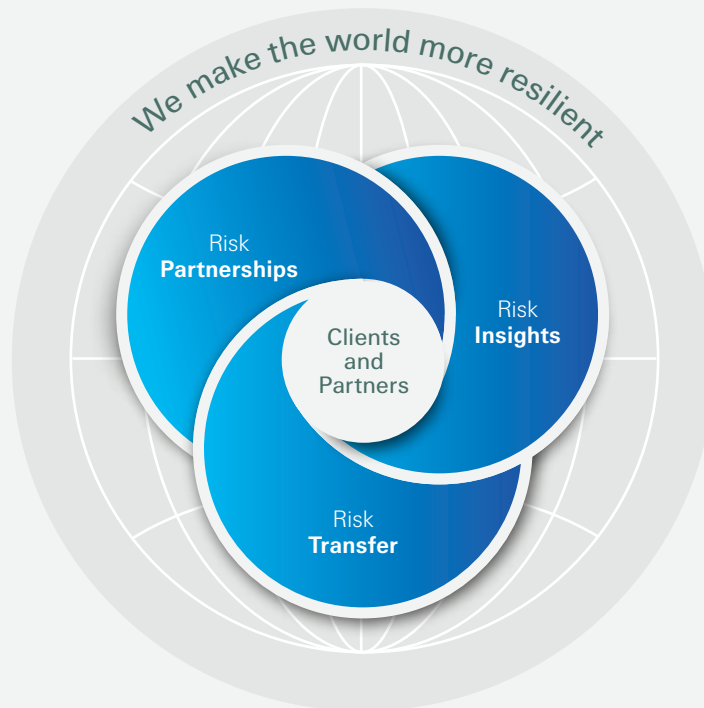 We make the world more resilient
Risk
Partnerships
Risk
Insights
Clients
and
Partners
Risk
Transfer